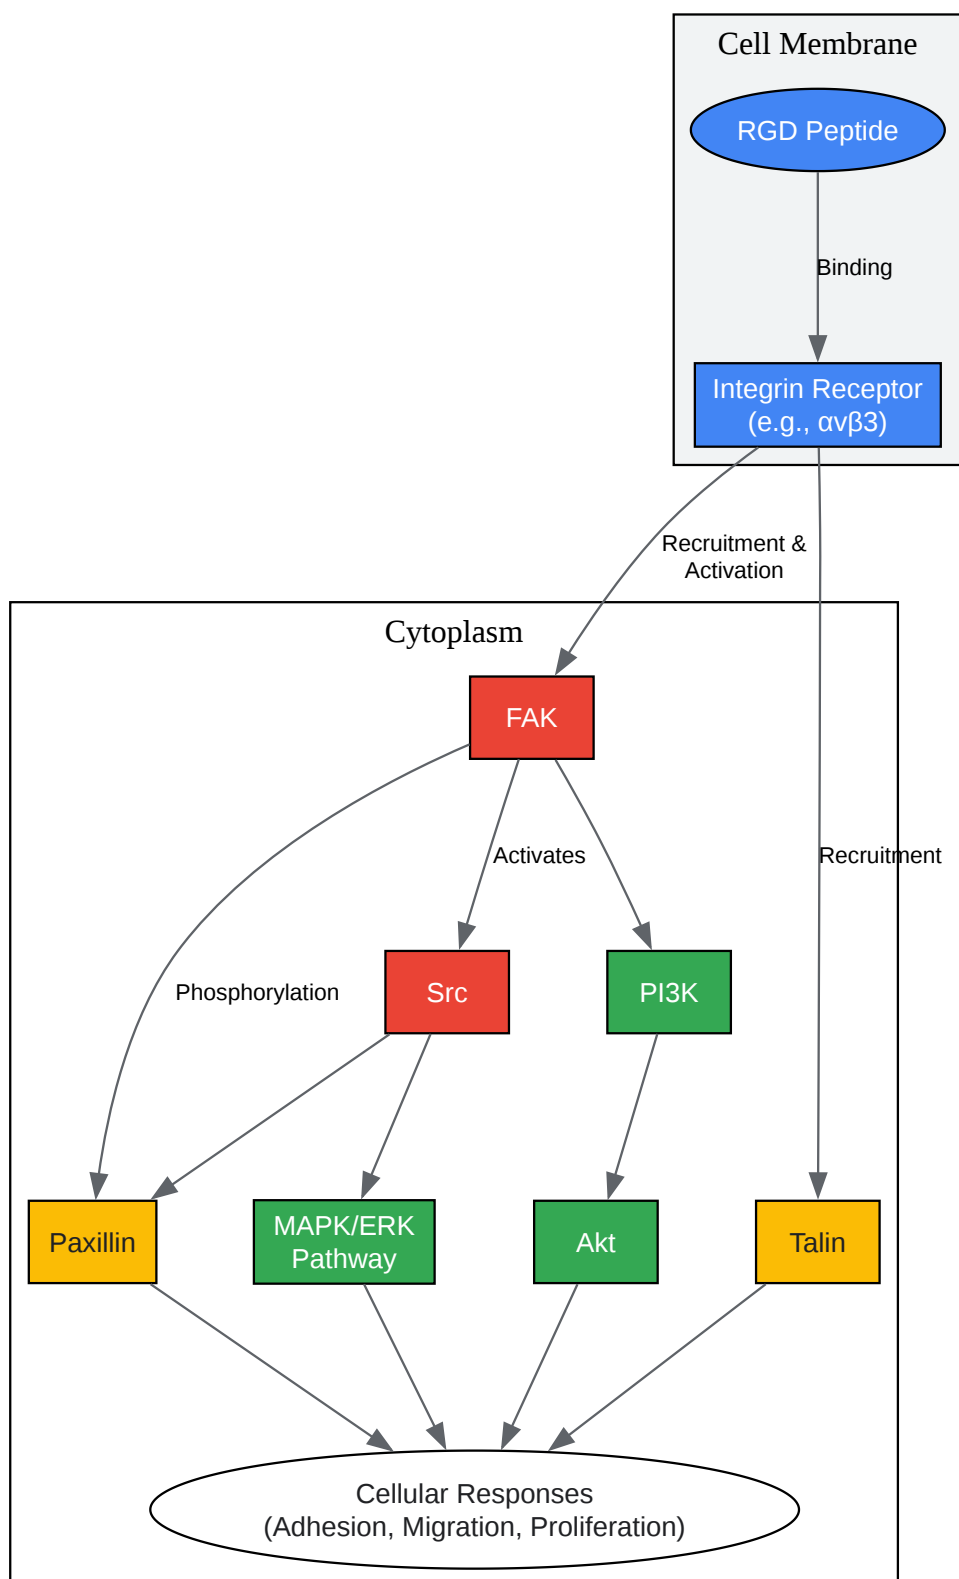 Cell Membrane
RGD Peptide
Binding
Integrin Receptor
(e.g., αvβ3)
Recruitment &
Activation
Cytoplasm
FAK
Activates
Recruitment
Phosphorylation
Src
PI3K
Paxillin
MAPK/ERK
Pathway
Akt
Talin
Cellular Responses
(Adhesion, Migration, Proliferation)